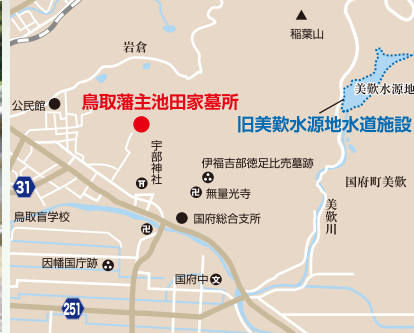 稲葉山
岩倉
美歎水源地
公民館
鳥取藩主池田家墓所
旧美歎水源地水道施設
宇部神社
伊福吉部徳足比売墓跡
31
無量光寺
国府町美歎
鳥取盲学校
国府総合支所
美歎川
因幡国庁跡
国府中
文
251